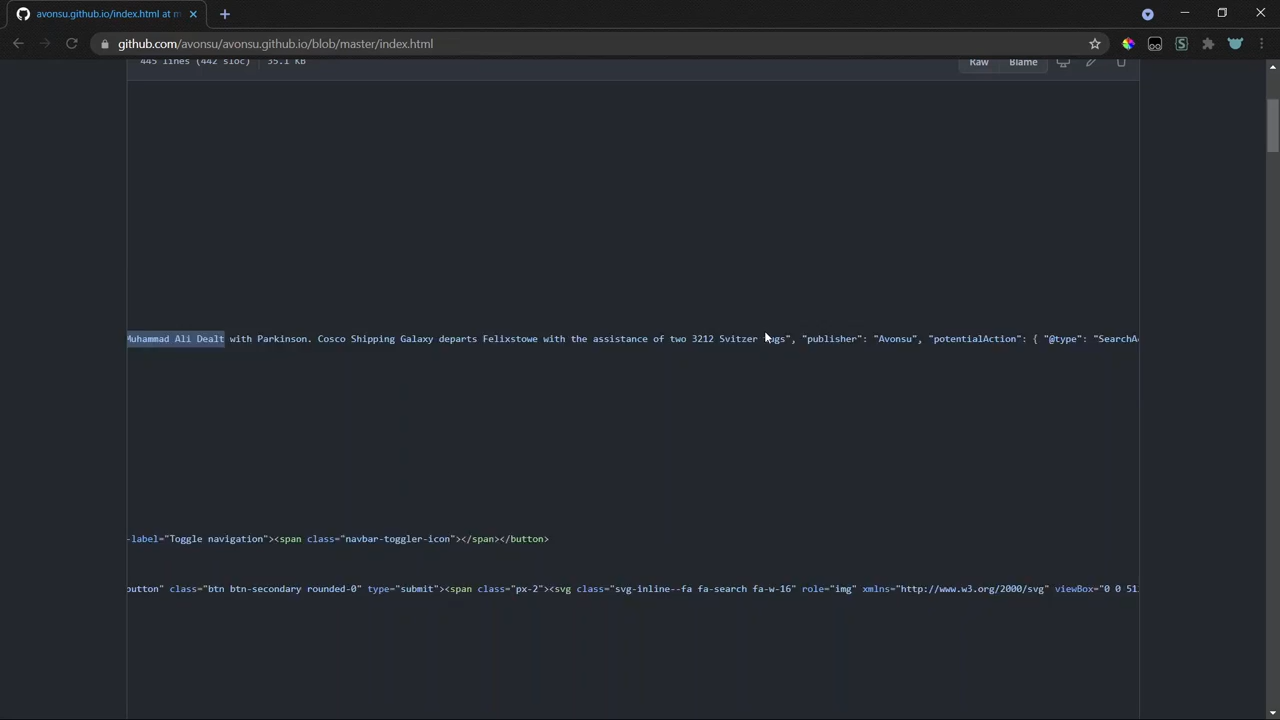 avonsu.github.io/index.html at m
github.com/avonsu/avonsu.github.io/blob/master/index.html
445 lines (442 sloc) 35.1 KB
Raw
Blame
Muhammad Ali Dealt with Parkinson. Cosco Shipping Galaxy departs Felixstowe with the assistance of two 3212 Svitzer tugs", "publisher": "Avonsu", "potentialAction": { "@type": "SearchAc
-label="Toggle navigation"><span class="navbar-toggler-icon"></span></button>
button" class="btn btn-secondary rounded-0" type="submit"><span class="px-2"><svg class="svg-inline--fa fa-search fa-w-16" role="img" xmlns="http://www.w3.org/2000/svg" viewBox="0 0 51